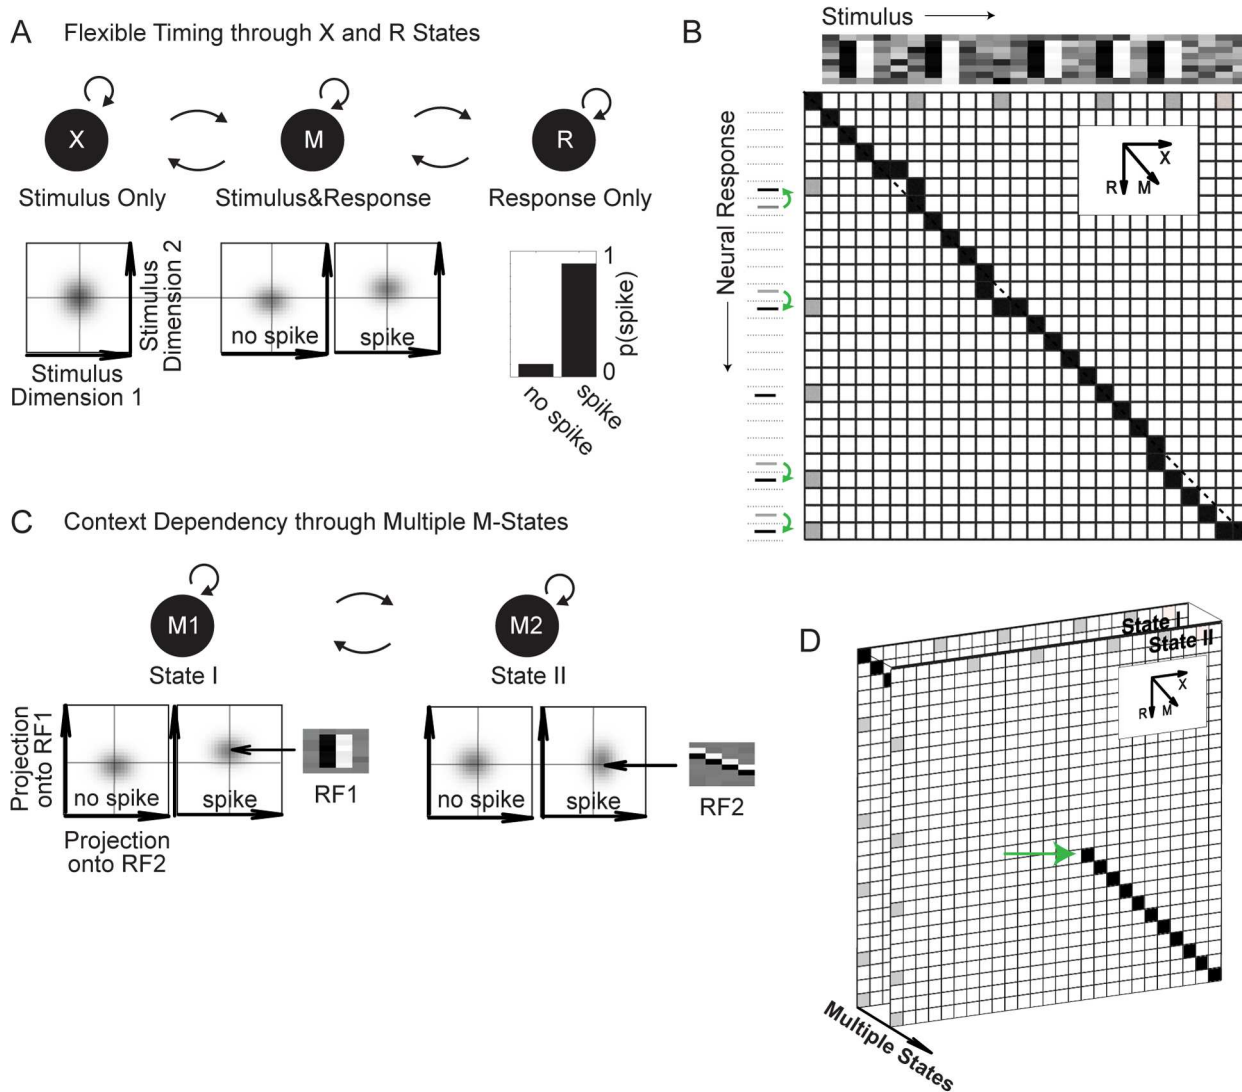 A Flexible Timing through X and R States
X
M
R
Stimulus Only
Stimulus&Response
Response Only
Stimulus
Dimension 2
no spike
spike
Stimulus
Dimension 1
1
0
p(spike)
no spike
spike
B
Stimulus
Neural Response
X
R
M
C Context Dependency through Multiple M-States
M1
M2
State I
State II
Projection
onto RF1
no spike
spike
RF1
no spike
spike
RF2
Projection
onto RF2
D
State I
State II
X
R
M
Multiple States